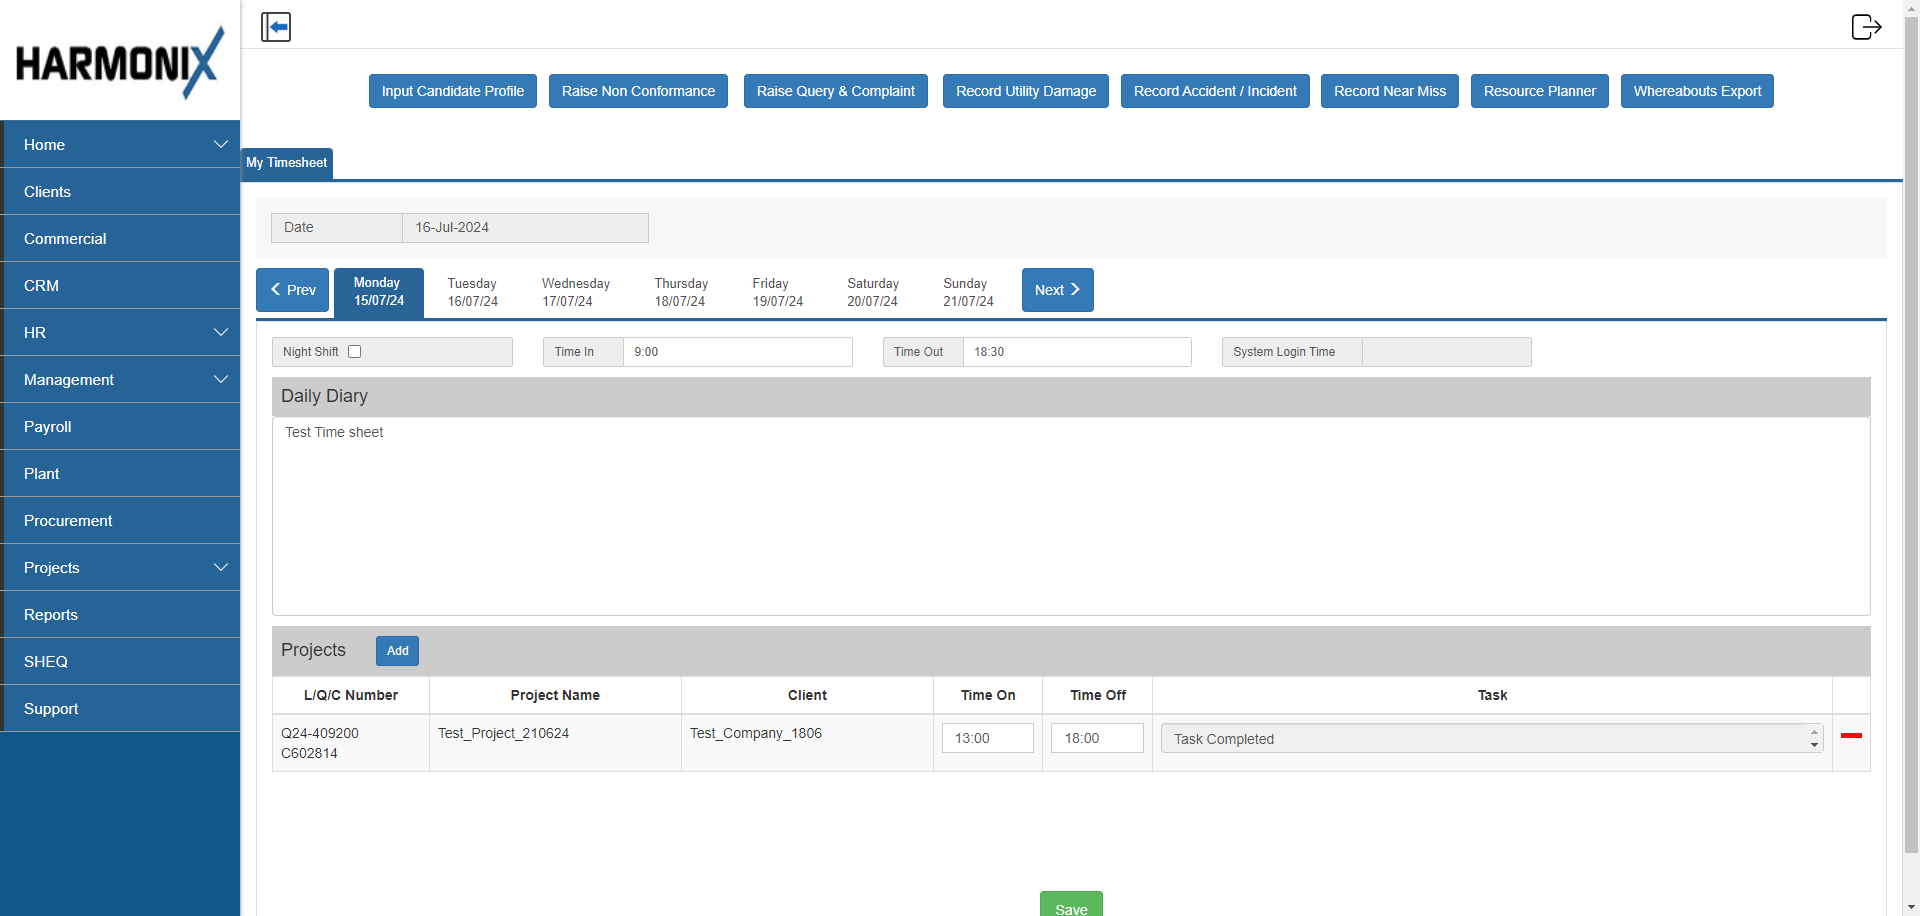 HARMONIX
Input Candidate Profile
Raise Non Conformance
Raise Query & Complaint
Record Utility Damage
Record Accident / Incident
Record Near Miss
Resource Planner
Whereabouts Export
Home
Clients
Commercial
CRM
HR
Management
Payroll
Plant
Procurement
Projects
Reports
SHEQ
Support
My Timesheet
Date 16-Jul-2024
Prev
Monday
15/07/24
Tuesday
16/07/24
Wednesday
17/07/24
Thursday
18/07/24
Friday
19/07/24
Saturday
20/07/24
Sunday
21/07/24
Next
Night Shift
Time In 9:00
Time Out 18:30
System Login Time
Daily Diary
Test Time sheet
Projects Add
L/Q/C Number Project Name Client Time On Time Off Task
Q24-409200 Test_Project_210624 Test_Company_1806 13:00 18:00 Task Completed
C602814
Save